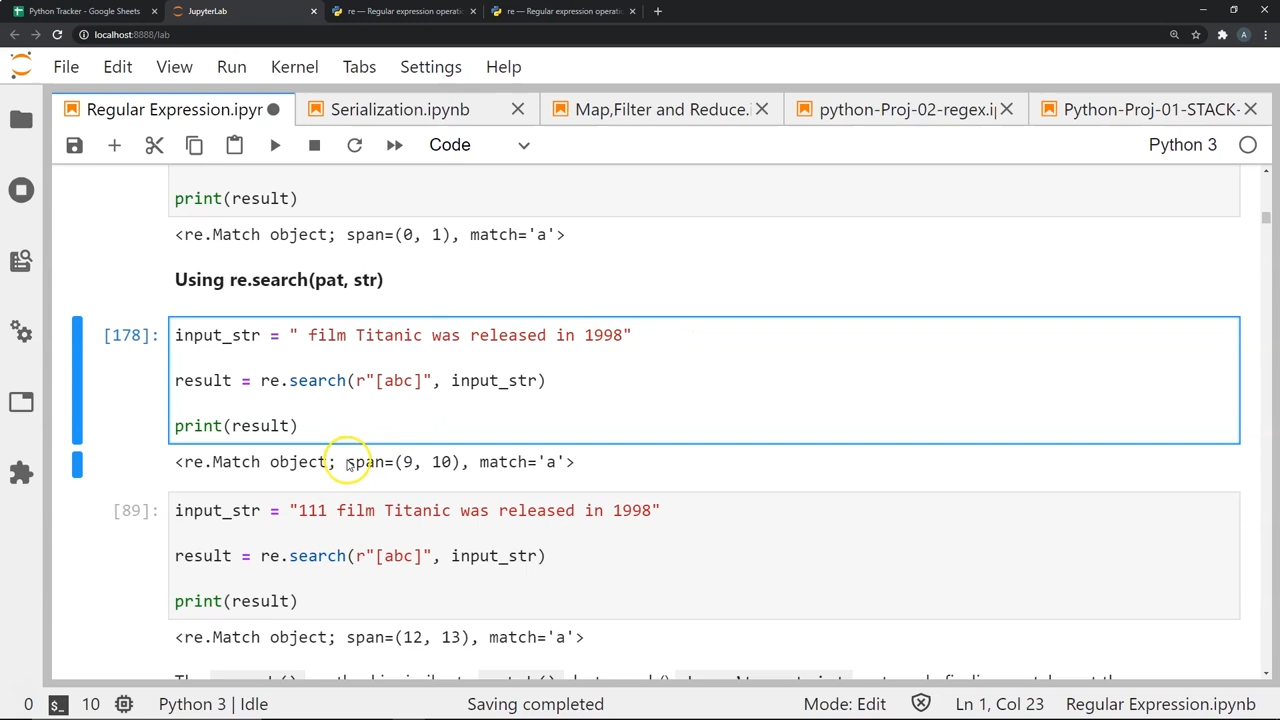 Python Tracker - Google Sheets
JupyterLab
re — Regular expression operatio
re — Regular expression operatio
localhost:8888/lab
A
File Edit View Run Kernel Tabs Settings Help
Regular Expression.ipyr
Serialization.ipynb
Map,Filter and Reduce.i
python-Proj-02-regex.ip
Python-Proj-01-STACK-
Code
Python 3
print(result)
<re.Match object; span=(0, 1), match='a'>
Using re.search(pat, str)
[178]:
input_str = " film Titanic was released in 1998"
result = re.search(r"[abc]", input_str)
print(result)
<re.Match object; span=(9, 10), match='a'>
[89]:
input_str = "111 film Titanic was released in 1998"
result = re.search(r"[abc]", input_str)
print(result)
<re.Match object; span=(12, 13), match='a'>
0 $_ 10 Python 3 | Idle Saving completed Mode: Edit Ln 1, Col 23 Regular Expression.ipynb